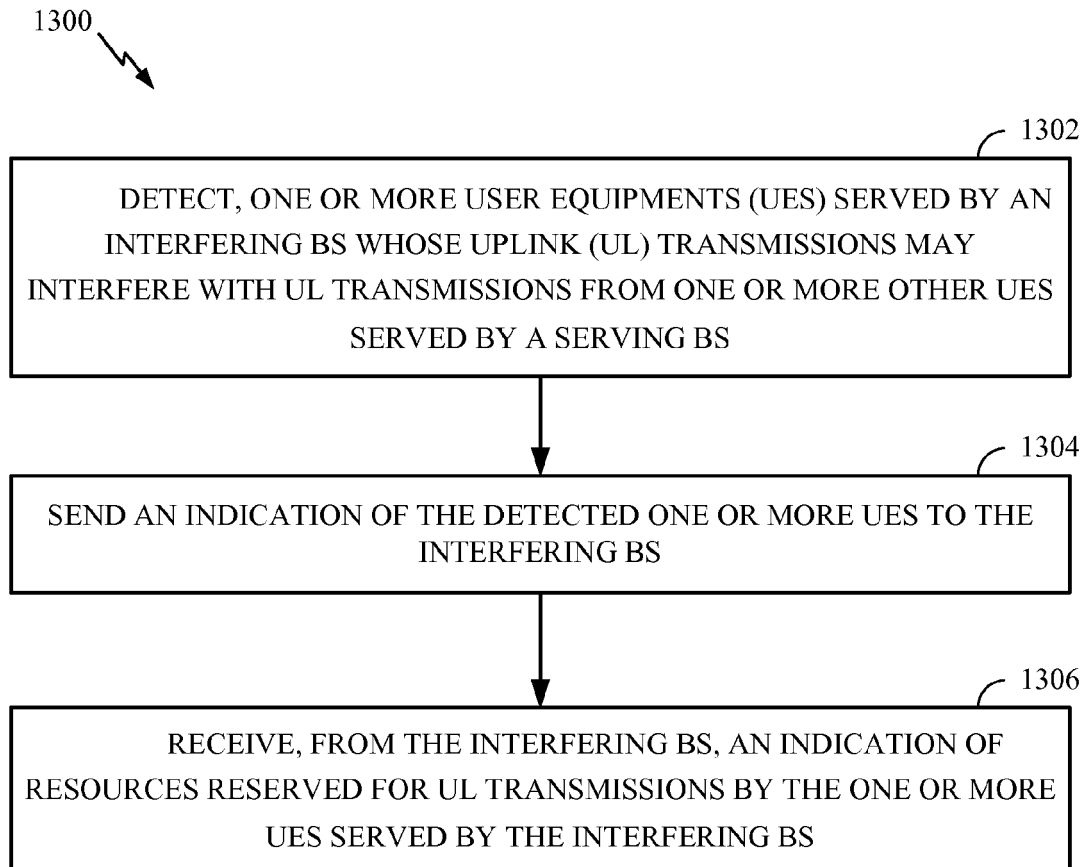 1300
1302
DETECT, ONE OR MORE USER EQUIPMENTS (UES) SERVED BY AN
INTERFERING BS WHOSE UPLINK (UL) TRANSMISSIONS MAY
INTERFERE WITH UL TRANSMISSIONS FROM ONE OR MORE OTHER UES
SERVED BY A SERVING BS
1304
SEND AN INDICATION OF THE DETECTED ONE OR MORE UES TO THE
INTERFERING BS
1306
RECEIVE, FROM THE INTERFERING BS, AN INDICATION OF
RESOURCES RESERVED FOR UL TRANSMISSIONS BY THE ONE OR MORE
UES SERVED BY THE INTERFERING BS